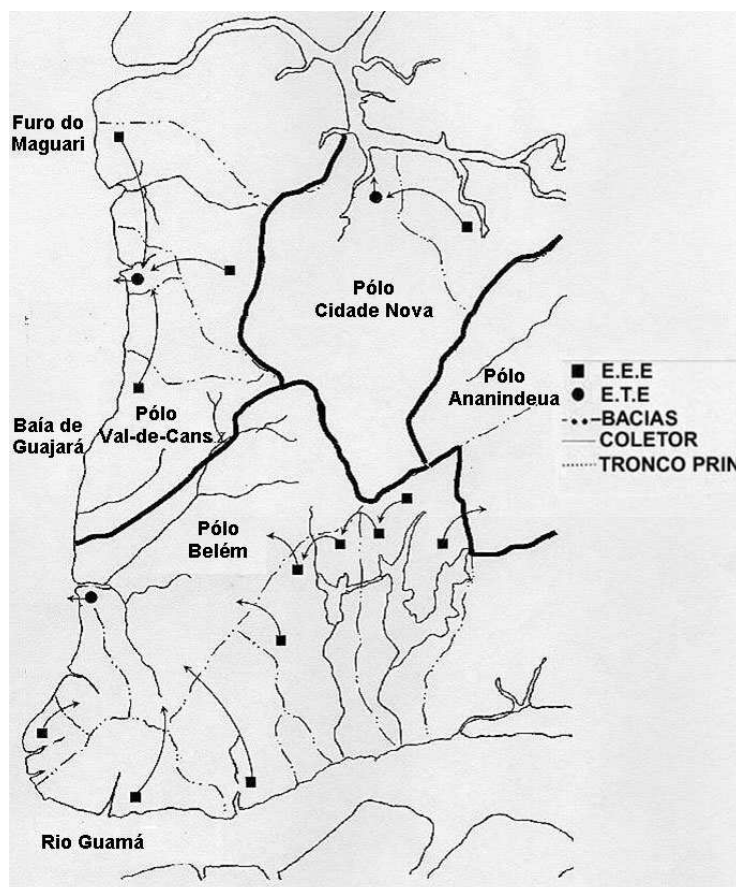 Furo do
Maguari
Pólo
Cidade Nova
Pólo
Ananindeua
Baía de
Guajará
Pólo
Val-de-Cans
Pólo
Belém
Rio Guamá
E.E.E
E.T.E
BACIAS
COLETOR
TRONCO PRIN